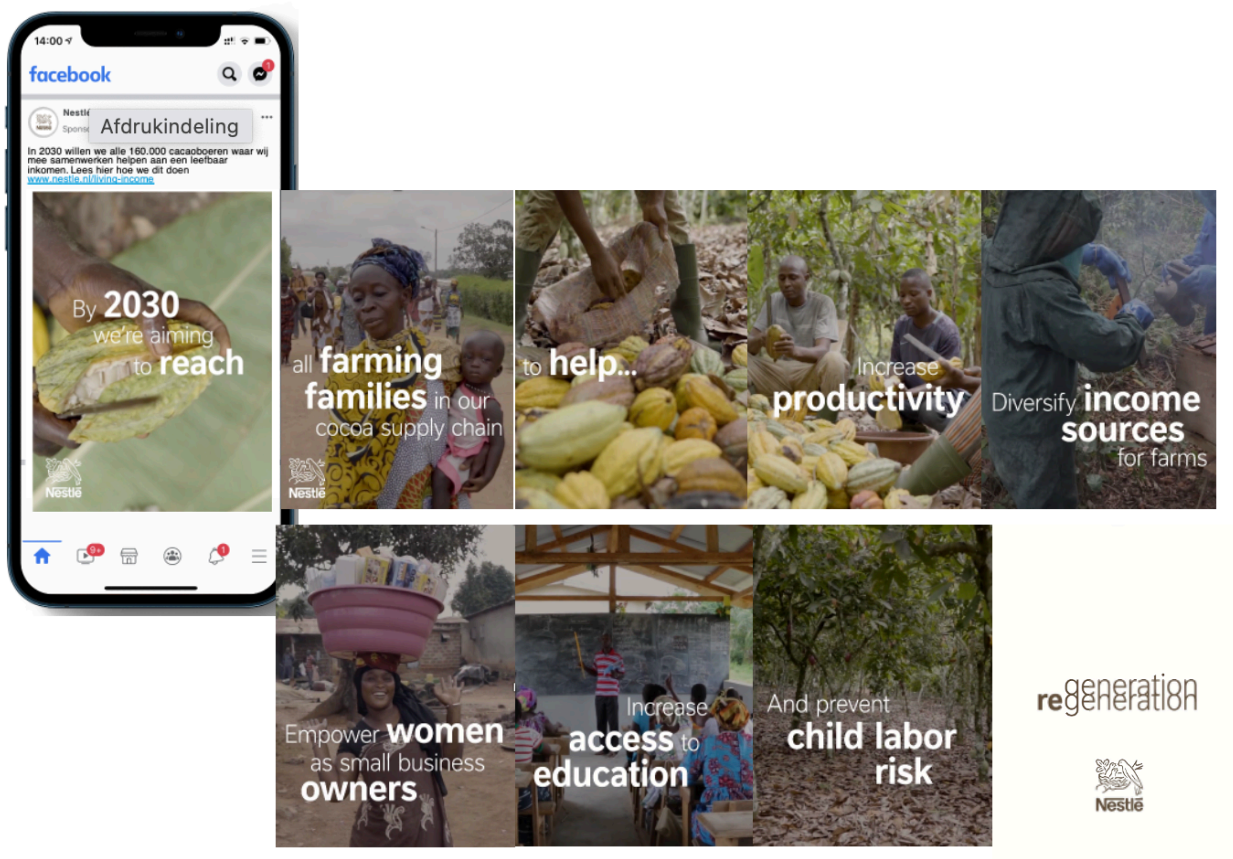 14:00
facebook
1
Nestlé
Afdrukindeling
In 2030 willen we alle 160.000 cacaoboeren waar wij
mee samenwerken helpen aan een leefbaar
inkomen. Lees hier hoe we dit doen
www.nestle.nl/living-income
By 2030
we're aiming
to reach
Nestlé
9+
1
all farming
families in our
cocoa supply chain
Nestlé
to help...
Increase
productivity
Diversify income
sources
for farms
Empower women
as small business
owners
Increase
access to
education
And prevent
child labor
risk
regeneration
generation
Nestlé